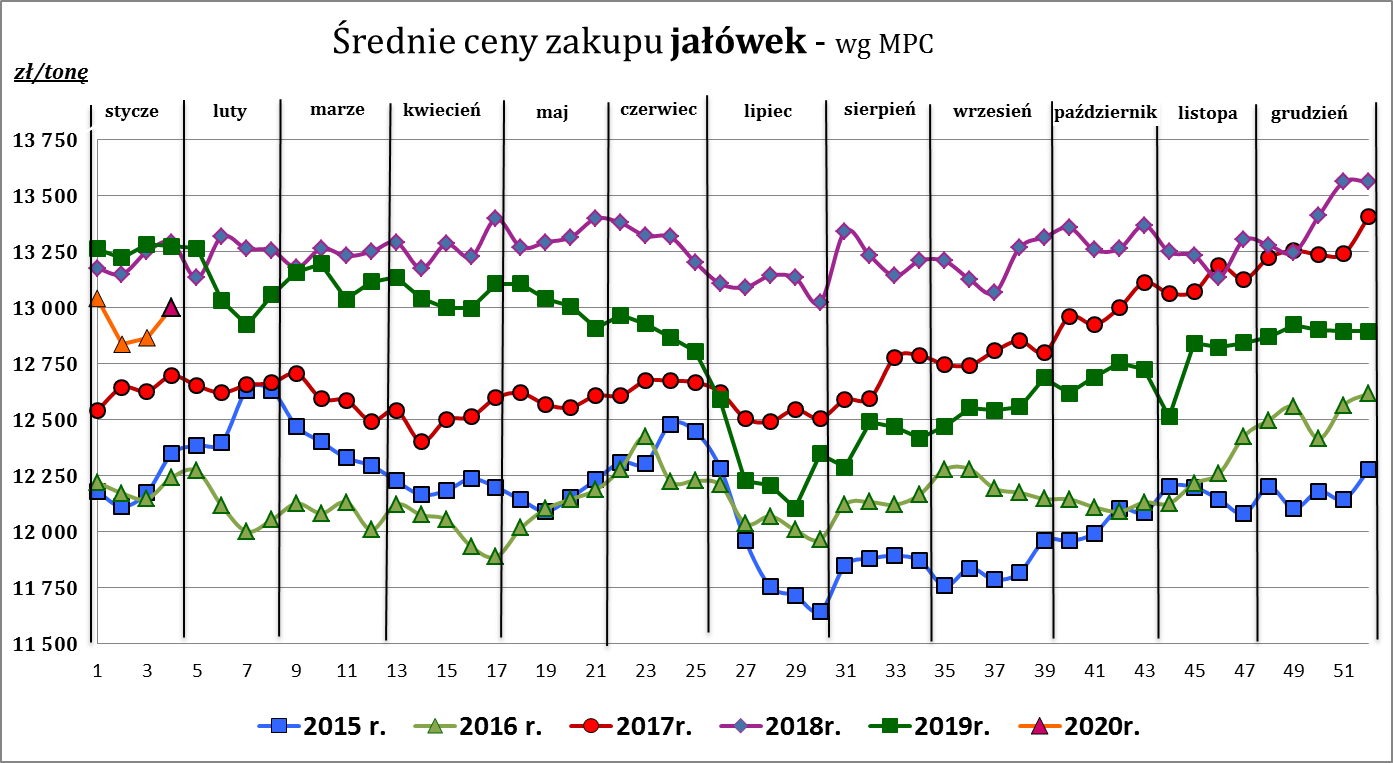 Średnie ceny zakupu jałówek - wg MPC
zł/tonę
stycze luty marze kwiecień maj czerwiec lipiec sierpień wrzesień październik listopa grudzień
13 750
13 500
13 250
13 000
12 750
12 500
12 250
12 000
11 750
11 500
1 3 5 7 9 11 13 15 17 19 21 23 25 27 29 31 33 35 37 39 41 43 45 47 49 51
2015 r. 2016 r. 2017r. 2018r. 2019r. 2020r.